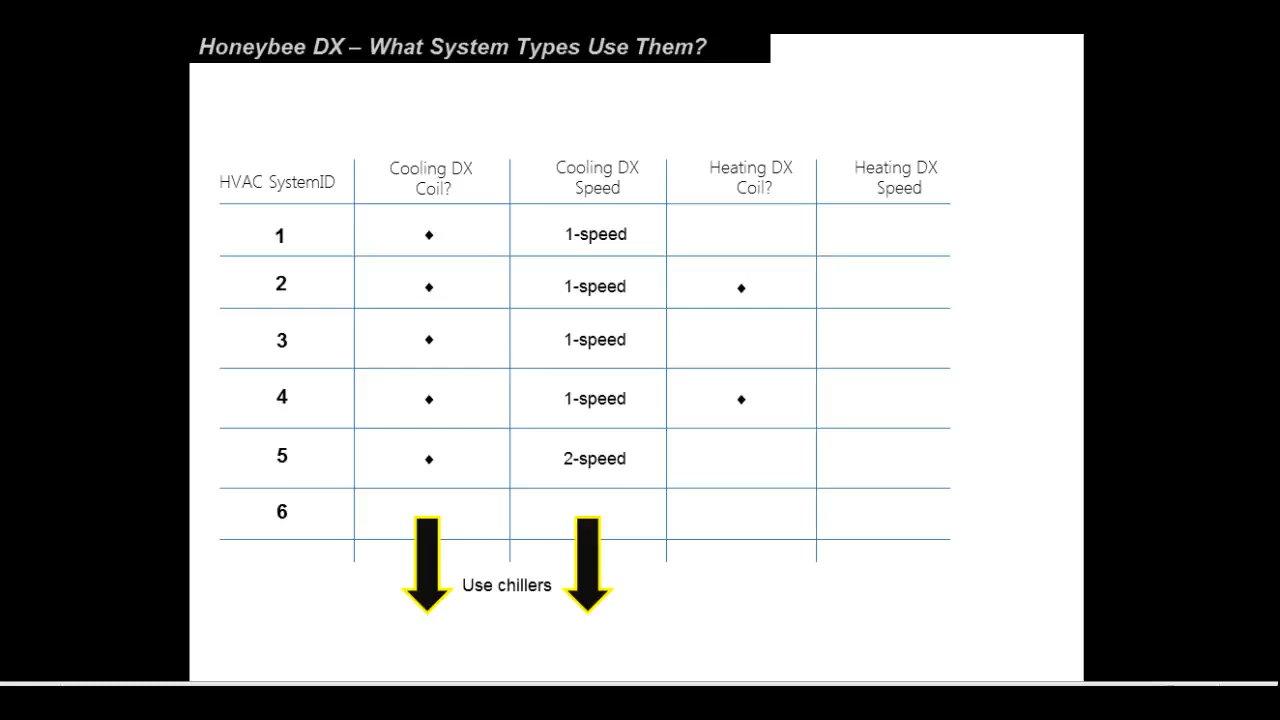 Honeybee DX – What System Types Use Them?
HVAC SystemID
Cooling DX
Coil?
Cooling DX
Speed
Heating DX
Coil?
Heating DX
Speed
1
1-speed
2
1-speed
3
1-speed
4
1-speed
5
2-speed
6
Use chillers